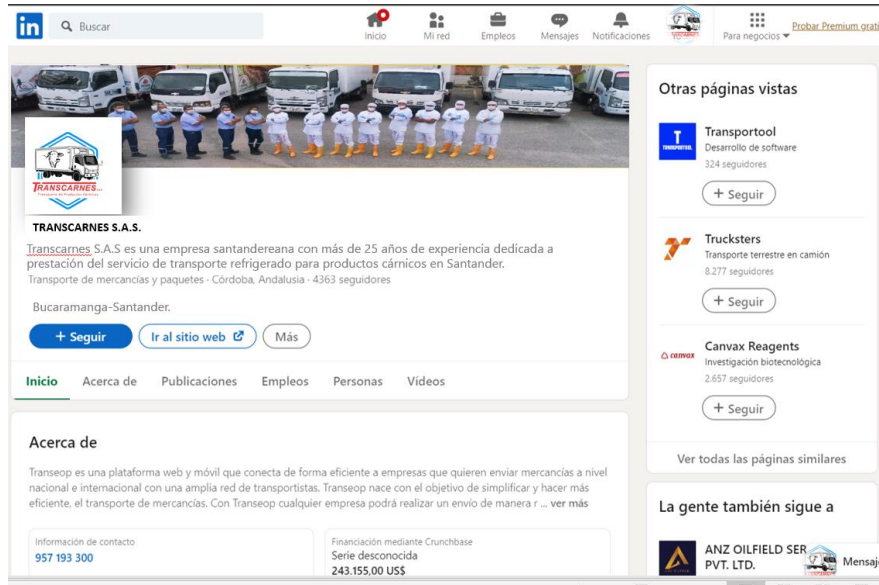 in
Buscar
Inicio
Mi red
Empleos
Mensajes
Notificaciones
TRANSCARNES
Para negocios
Probar Premium grati
TRANSCARNES...
TRANSCARNES S.A.S.
Transcarnes S.A.S es una empresa santandereana con más de 25 años de experiencia dedicada a
prestación del servicio de transporte refrigerado para productos cárnicos en Santander.
Transporte de mercancías y paquetes · Córdoba, Andalusia · 4363 seguidores
Bucaramanga-Santander.
+ Seguir
Ir al sitio web
Más
Inicio
Acerca de
Publicaciones
Empleos
Personas
Vídeos
Acerca de
Transeop es una plataforma web y móvil que conecta de forma eficiente a empresas que quieren enviar mercancías a nivel
nacional e internacional con una amplia red de transportistas. Transeop nace con el objetivo de simplificar y hacer más
eficiente, el transporte de mercancías. Con Transeop cualquier empresa podrá realizar un envío de manera r ... ver más
Información de contacto
957 193 300
Financiación mediante Crunchbase
Serie desconocida
243.155,00 US$
Otras páginas vistas
Transportool
Desarrollo de software
324 seguidores
+ Seguir
Trucksters
Transporte terrestre en camión
8.277 seguidores
+ Seguir
canvax
Canvax Reagents
Investigación biotecnológica
2.657 seguidores
+ Seguir
Ver todas las páginas similares
La gente también sigue a
ANZ OILFIELD SER
PVT. LTD.
Mensaj